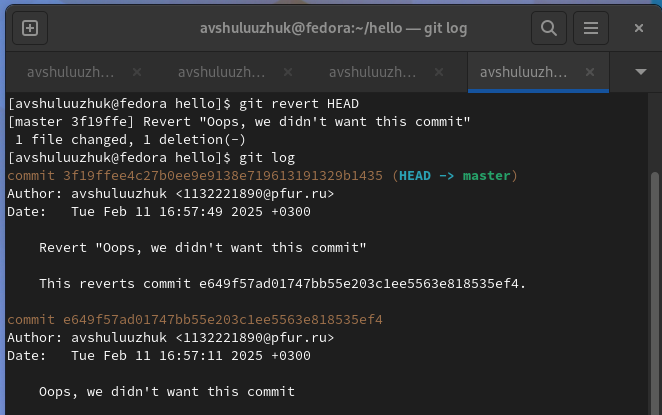 avshuluuzhuk@fedora:~/hello — git log
avshuluuzh... × avshuluuzh... × avshuluuzh... × avshuluuzh... ×
[avshuluuzhuk@fedora hello]$ git revert HEAD
[master 3f19ffe] Revert "Oops, we didn't want this commit"
 1 file changed, 1 deletion(-)
[avshuluuzhuk@fedora hello]$ git log
commit 3f19ffee4c27b0ee9e9138e719613191329b1435 (HEAD -> master)
Author: avshuluuzhuk <1132221890@pfur.ru>
Date:   Tue Feb 11 16:57:49 2025 +0300
    Revert "Oops, we didn't want this commit"
    This reverts commit e649f57ad01747bb55e203c1ee5563e818535ef4.
commit e649f57ad01747bb55e203c1ee5563e818535ef4
Author: avshuluuzhuk <1132221890@pfur.ru>
Date:   Tue Feb 11 16:57:11 2025 +0300
    Oops, we didn't want this commit